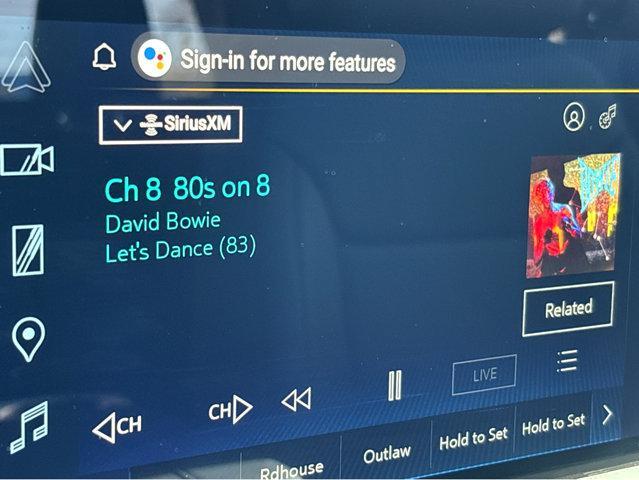 Sign-in for more features
SiriusXM
Ch 8 80s on 8
David Bowie
Let's Dance (83)
Related
CH CH LIVE
Rdhouse Outlaw Hold to Set Hold to Set